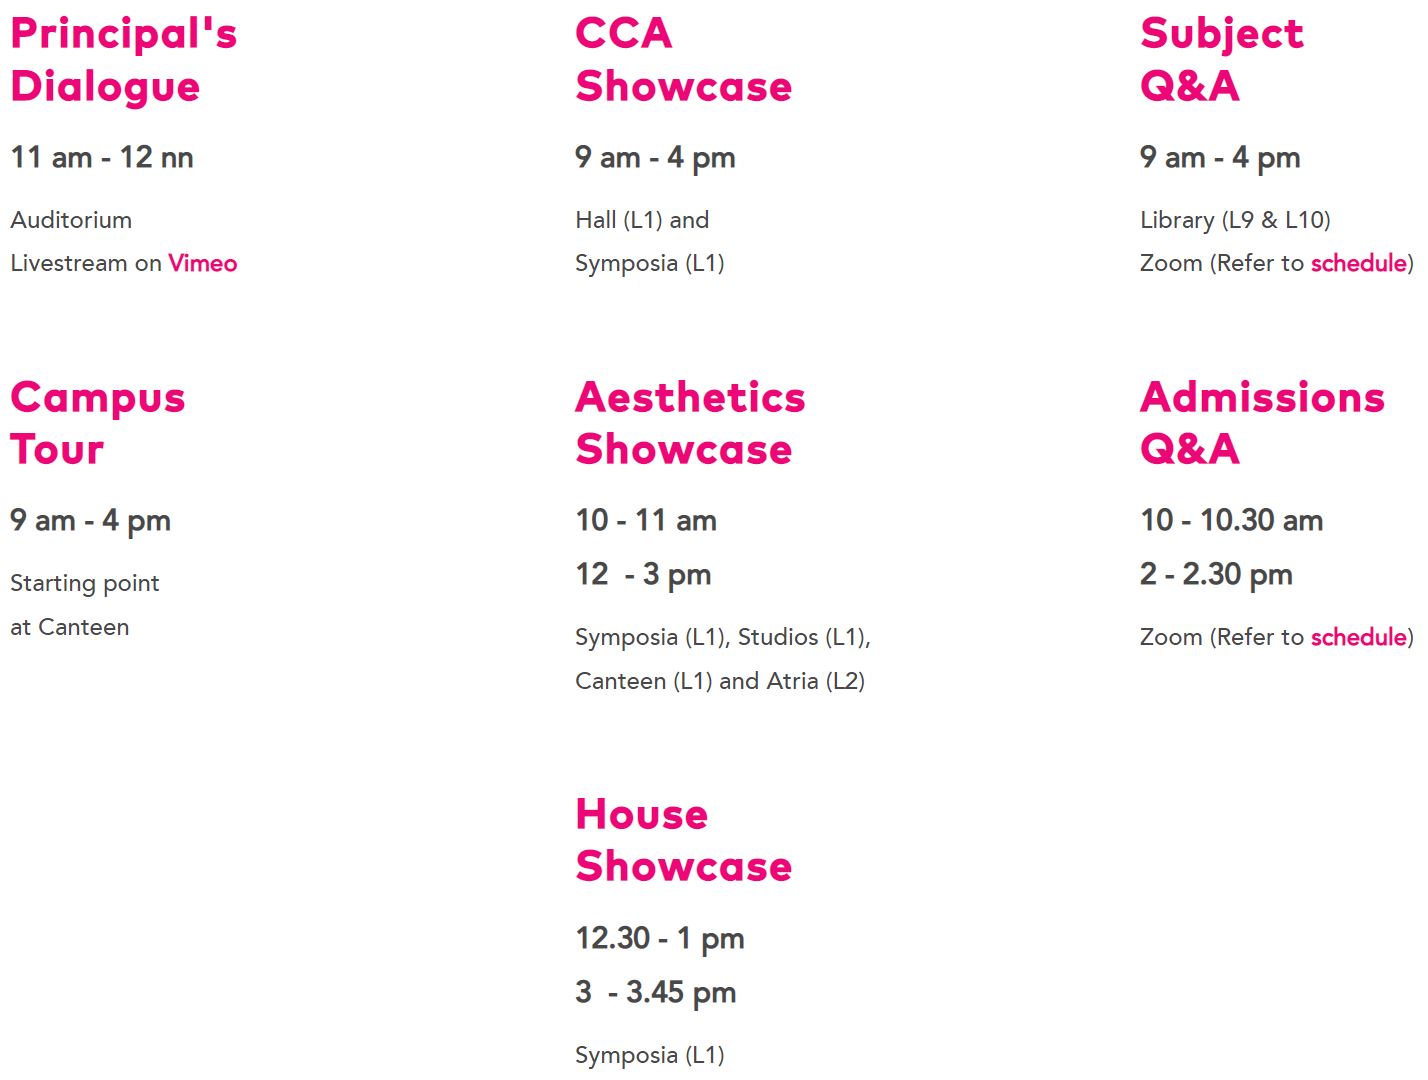 Principal's
Dialogue
11 am - 12 nn
Auditorium
Livestream on Vimeo
CCA
Showcase
9 am - 4 pm
Hall (L1) and
Symposia (L1)
Subject
Q&A
9 am - 4 pm
Library (L9 & L10)
Zoom (Refer to schedule)
Campus
Tour
9 am - 4 pm
Starting point
at Canteen
Aesthetics
Showcase
10 - 11 am
12  - 3 pm
Symposia (L1), Studios (L1),
Canteen (L1) and Atria (L2)
Admissions
Q&A
10 - 10.30 am
2 - 2.30 pm
Zoom (Refer to schedule)
House
Showcase
12.30 - 1 pm
3  - 3.45 pm
Symposia (L1)